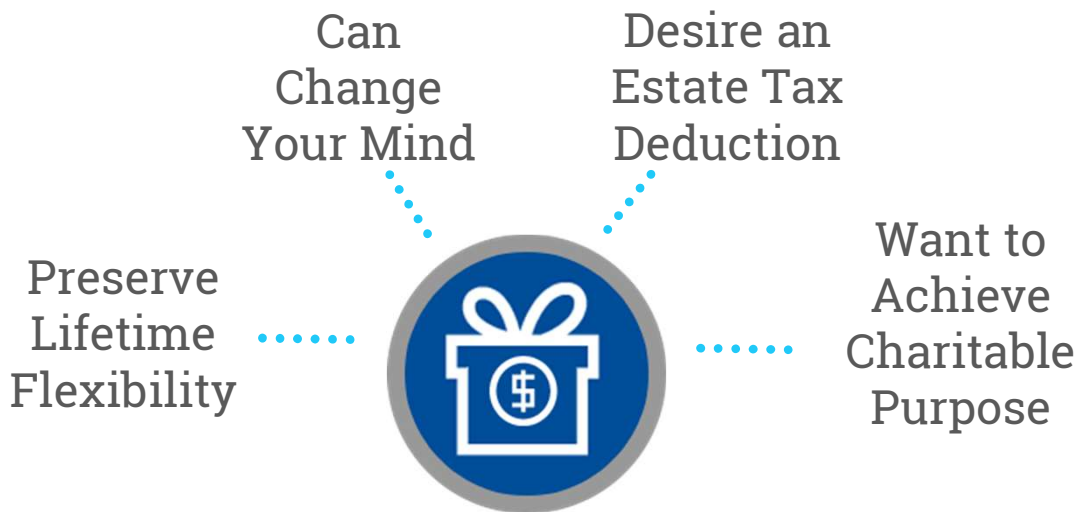 Can
Change
Your Mind
Desire an
Estate Tax
Deduction
Preserve
Lifetime
Flexibility
Want to
Achieve
Charitable
Purpose
$